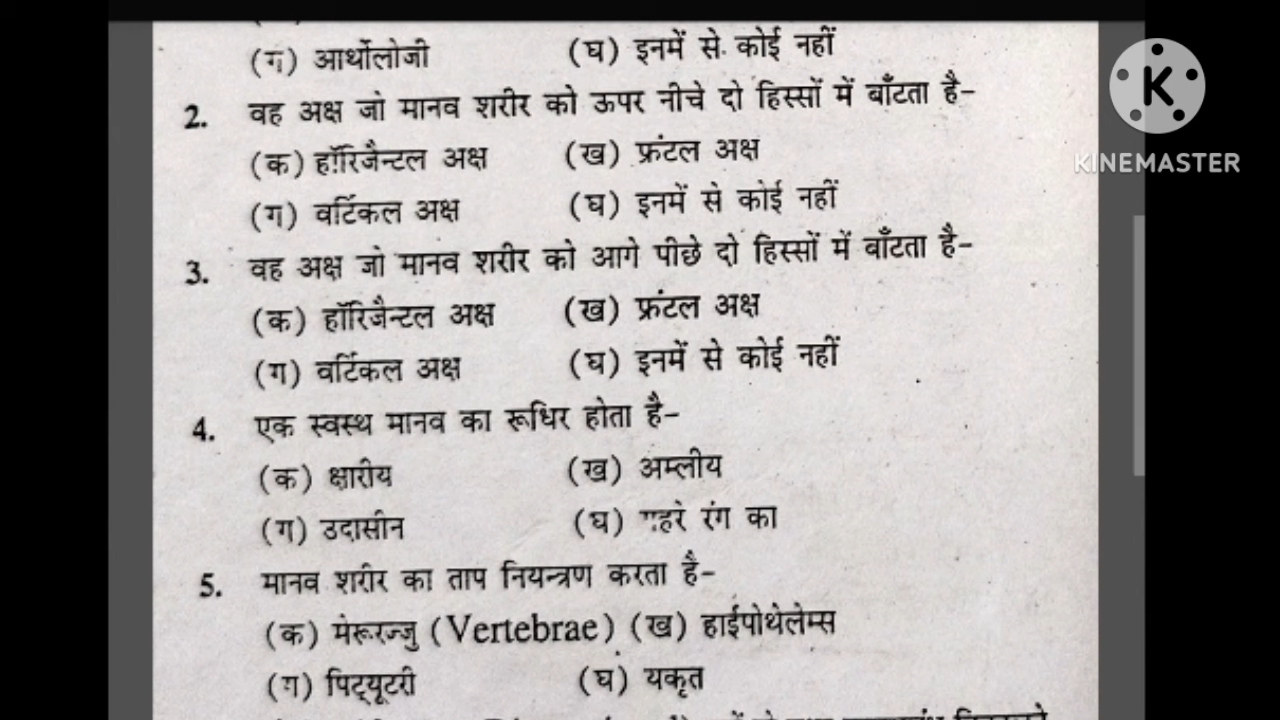 (ग) आर्थोलोजी (घ) इनमें से कोई नहीं
2. वह अक्ष जो मानव शरीर को ऊपर नीचे दो हिस्सों में बाँटता है-
(क) हॉरिजैन्टल अक्ष (ख) फ्रंटल अक्ष
(ग) वर्टिकल अक्ष (घ) इनमें से कोई नहीं
3. वह अक्ष जो मानव शरीर को आगे पीछे दो हिस्सों में बाँटता है-
(क) हॉरिजैन्टल अक्ष (ख) फ्रंटल अक्ष
(ग) वर्टिकल अक्ष (घ) इनमें से कोई नहीं
4. एक स्वस्थ मानव का रूधिर होता है-
(क) क्षारीय (ख) अम्लीय
(ग) उदासीन (घ) गहरे रंग का
5. मानव शरीर का ताप नियन्त्रण करता है-
(क) मेरूरज्जु (Vertebrae) (ख) हाईपोथेलेम्स
(ग) पिट्यूटरी (घ) यकृत
K
KINEMASTER